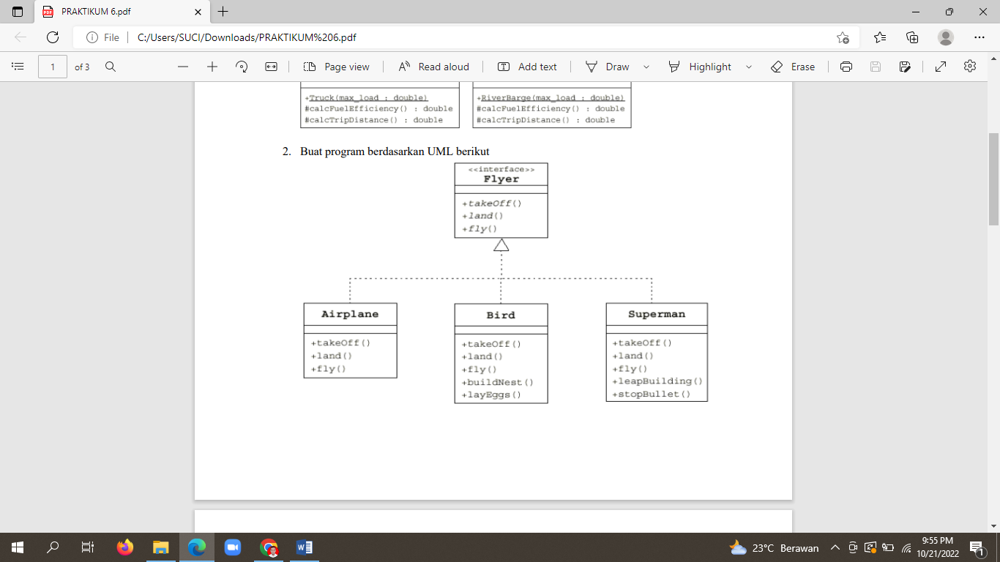 PRAKTIKUM 6.pdf
File
C:/Users/SUCI/Downloads/PRAKTIKUM%206.pdf
1 of 3
Page view
Read aloud
Add text
Draw
Highlight
Erase
+Truck(max_load : double)
#calcFuelEfficiency() : double
#calcTripDistance() : double
+RiverBarge(max_load : double)
#calcFuelEfficiency() : double
#calcTripDistance() : double
2. Buat program berdasarkan UML berikut
<<interface>>
Flyer
+takeOff()
+land()
+fly()
Airplane
+takeOff()
+land()
+fly()
Bird
+takeOff()
+land()
+fly()
+buildNest()
+layEggs()
Superman
+takeOff()
+land()
+fly()
+leapBuilding()
+stopBullet()
23°C Berawan
9:55 PM
10/21/2022
1